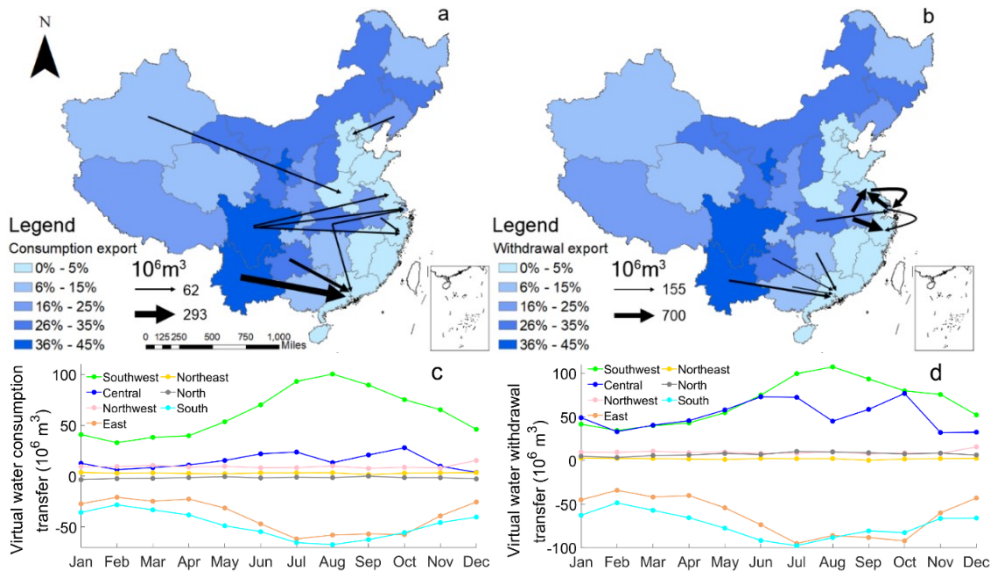 a
N
Legend
Consumption export
0% - 5%
6% - 15%
16% - 25%
26% - 35%
36% - 45%
10⁶m³
62
293
0 125 250 500 750 1,000
Miles
b
Legend
Withdrawal export
0% - 5%
6% - 15%
16% - 25%
26% - 35%
36% - 45%
10⁶m³
155
700
c
Virtual water consumption
transfer (10⁶ m³)
100
50
0
-50
Southwest
Central
Northwest
East
Northeast
North
South
Jan Feb Mar Apr May Jun Jul Aug Sep Oct Nov Dec
d
Virtual water withdrawal
transfer (10⁶ m³)
100
50
0
-50
-100
Southwest
Central
Northwest
East
Northeast
North
South
Jan Feb Mar Apr May Jun Jul Aug Sep Oct Nov Dec